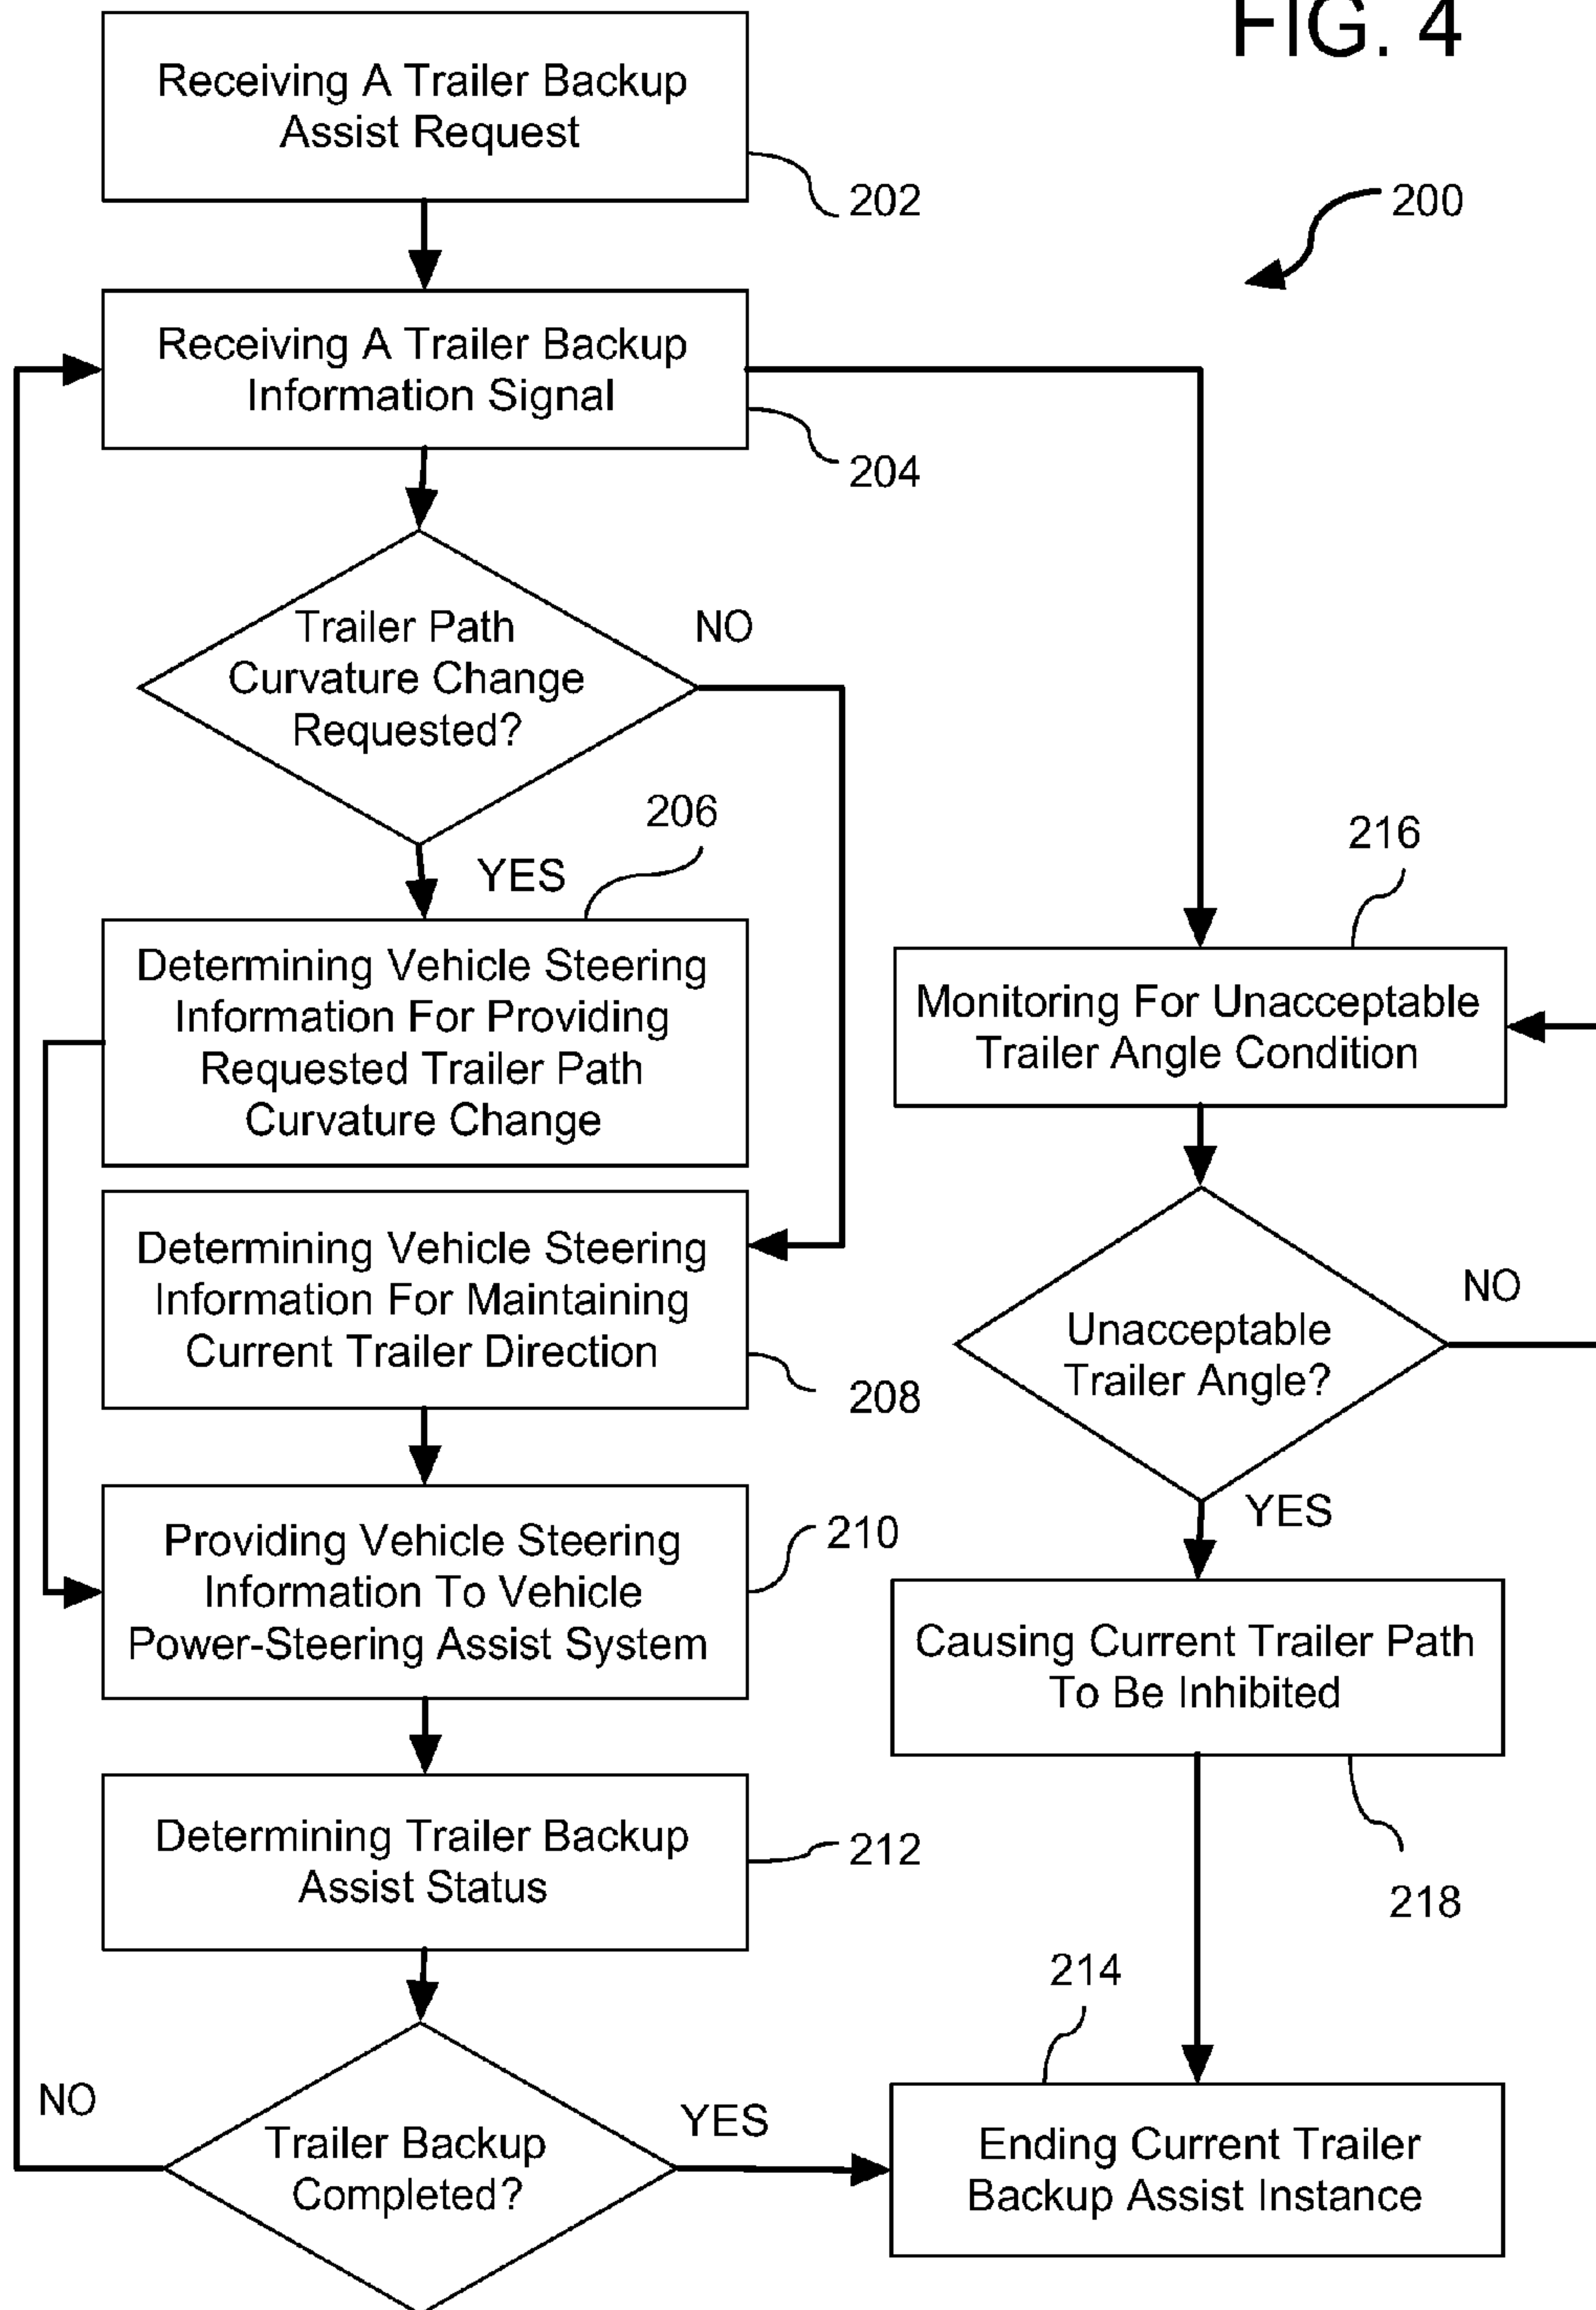 FIG. 4
Receiving A Trailer Backup
Assist Request
202
200
Receiving A Trailer Backup
Information Signal
204
Trailer Path
Curvature Change
Requested?
NO
YES
206
Determining Vehicle Steering
Information For Providing
Requested Trailer Path
Curvature Change
Determining Vehicle Steering
Information For Maintaining
Current Trailer Direction
208
Providing Vehicle Steering
Information To Vehicle
Power-Steering Assist System
210
Determining Trailer Backup
Assist Status
212
Trailer Backup
Completed?
NO
YES
216
Monitoring For Unacceptable
Trailer Angle Condition
Unacceptable
Trailer Angle?
NO
YES
Causing Current Trailer Path
To Be Inhibited
218
214
Ending Current Trailer
Backup Assist Instance